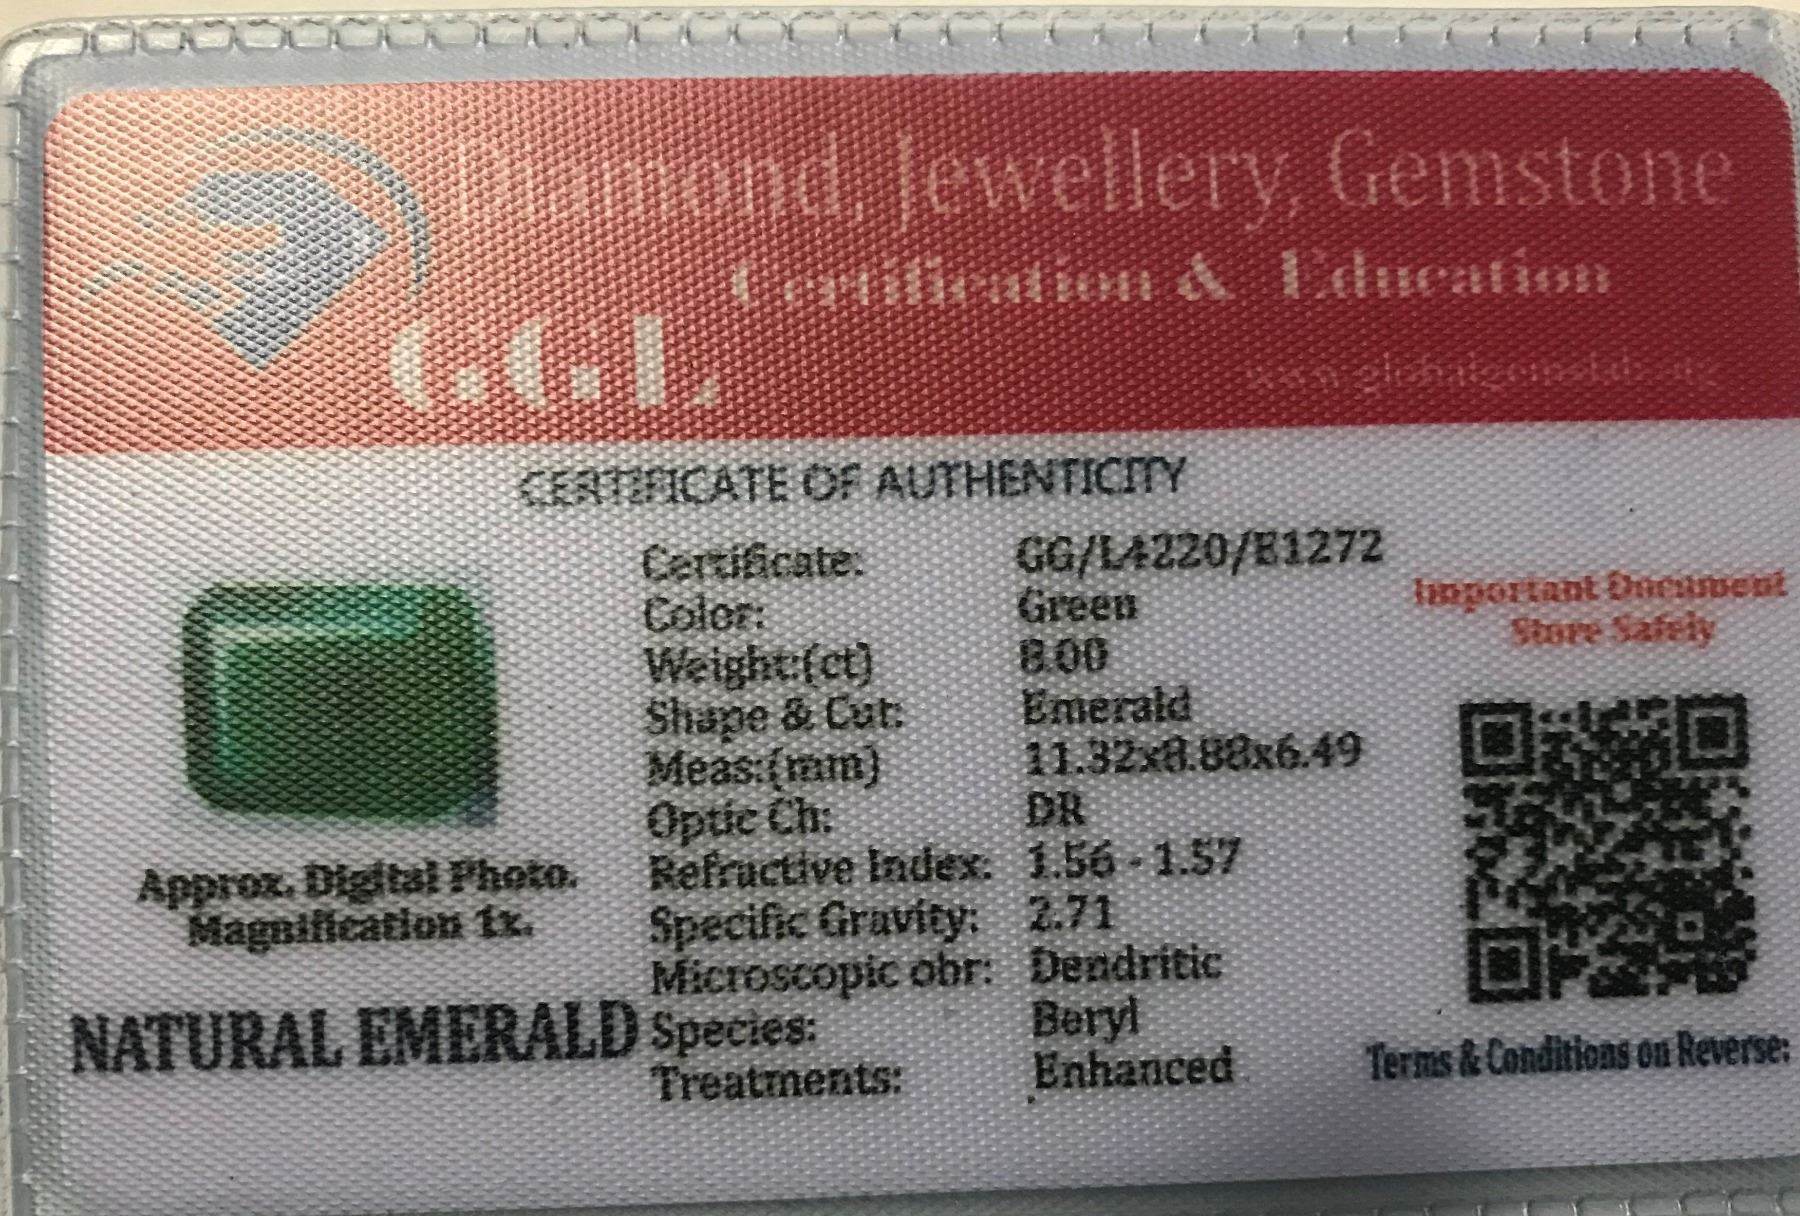 Diamond, Jewellery, Gemstone
Certification & Education
G.G.L.
www.globalgemslab.org
CERTIFICATE OF AUTHENTICITY
Certificate: GG/L4220/E1272
Color: Green
Weight:(ct) 8.00
Shape & Cut: Emerald
Meas:(mm) 11.32x8.88x6.49
Optic Ch: DR
Refractive Index: 1.56 - 1.57
Specific Gravity: 2.71
Microscopic obr: Dendritic
Species: Beryl
Treatments: Enhanced
Approx. Digital Photo.
Magnification 1x.
NATURAL EMERALD
Important Document
Store Safely
Terms & Conditions on Reverse: